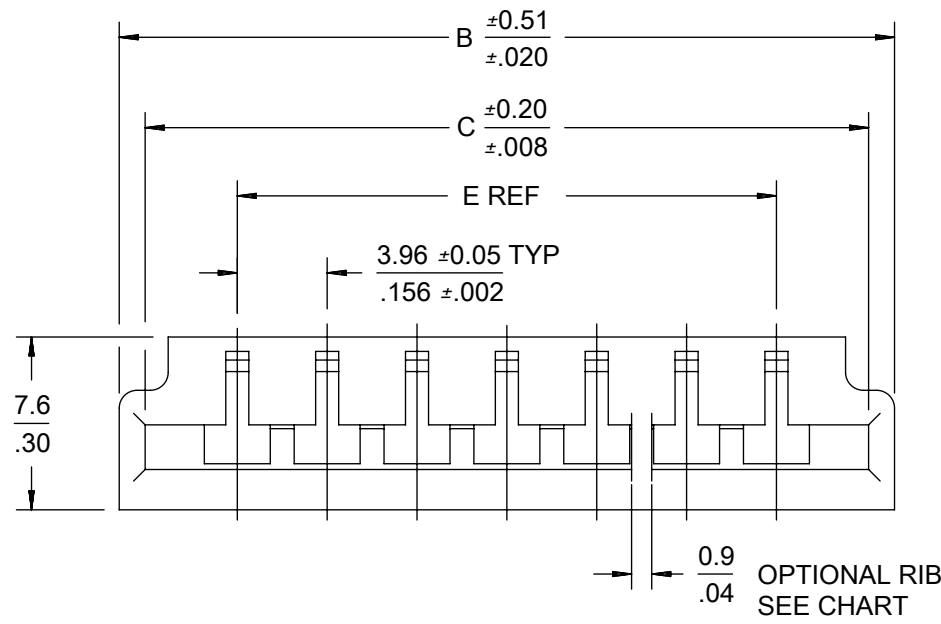 B ±0.51
±.020
C ±0.20
±.008
E REF
3.96 ±0.05 TYP
.156 ±.002
7.6
.30
0.9
.04
OPTIONAL RIB
SEE CHART